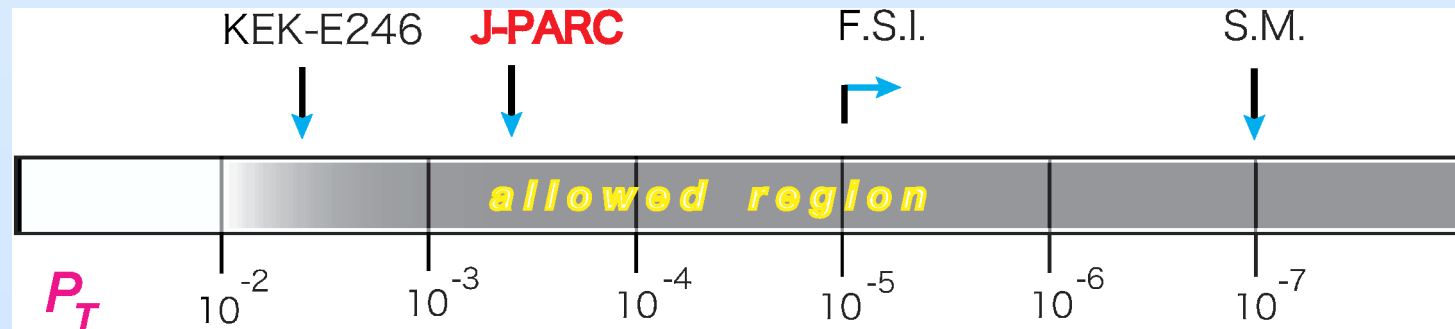 KEK-E246 J-PARC F.S.I. S.M.
allowed region
P_T 10^-2 10^-3 10^-4 10^-5 10^-6 10^-7